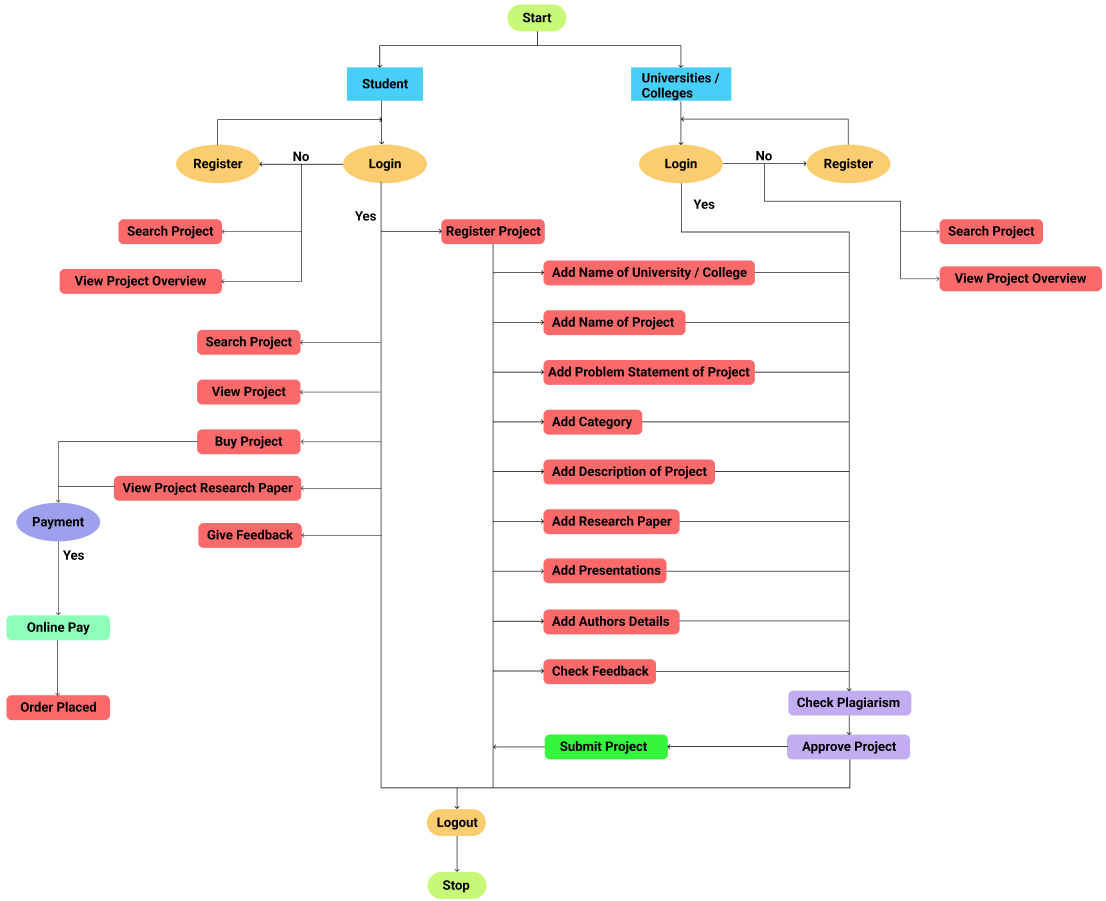 Start
Student
Universities /
Colleges
Register
No
Login
Login
No
Register
Yes
Yes
Search Project
Register Project
Search Project
View Project Overview
Add Name of University / College
View Project Overview
Add Name of Project
Search Project
Add Problem Statement of Project
View Project
Add Category
Buy Project
Add Description of Project
View Project Research Paper
Payment
Add Research Paper
Give Feedback
Yes
Add Presentations
Online Pay
Add Authors Details
Check Feedback
Order Placed
Check Plagiarism
Submit Project
Approve Project
Logout
Stop